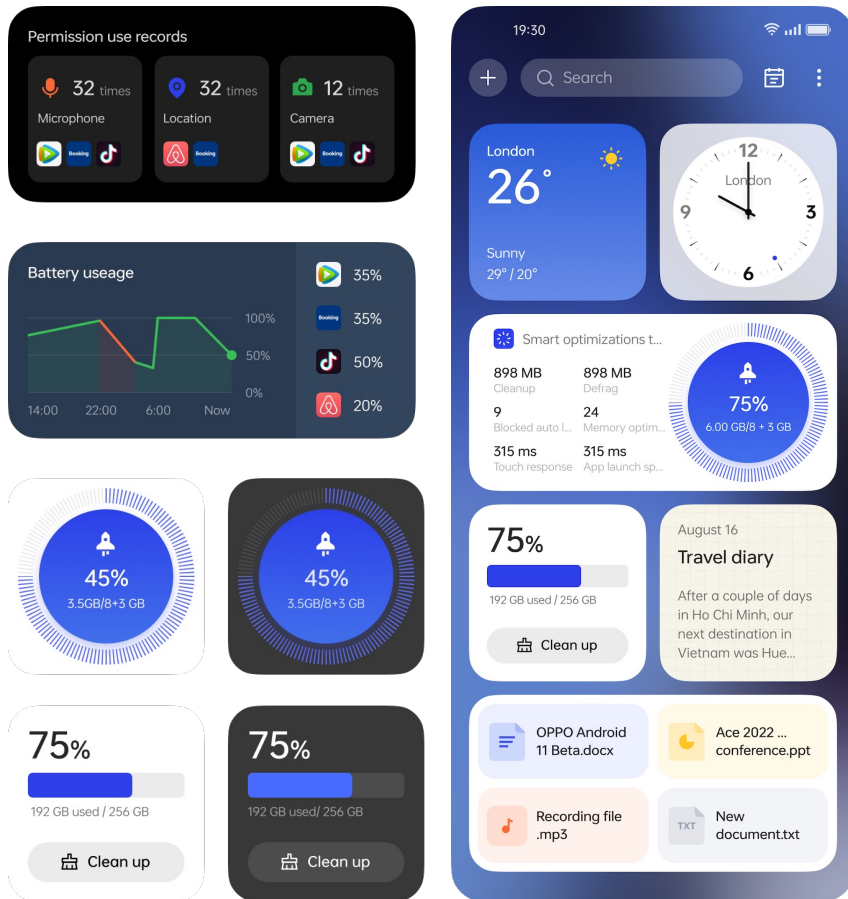 Permission use records
32 times
Microphone
Booking
32 times
Location
Booking
12 times
Camera
Booking
Battery useage
100%
50%
0%
14:00 22:00 6:00 Now
35%
Booking 35%
50%
20%
45%
3.5GB/8+3 GB
45%
3.5GB/8+3 GB
75%
192 GB used / 256 GB
Clean up
75%
192 GB used/ 256 GB
Clean up
19:30
Search
London
26°
Sunny
29° / 20°
12
London
9
3
6
Smart optimizations t...
898 MB
Cleanup
898 MB
Defrag
9
Blocked auto l...
24
Memory optim...
315 ms
Touch response
315 ms
App launch sp...
75%
6.00 GB/8 + 3 GB
75%
192 GB used / 256 GB
Clean up
August 16
Travel diary
After a couple of days
in Ho Chi Minh, our
next destination in
Vietnam was Hue...
OPPO Android
11 Beta.docx
Ace 2022 ...
conference.ppt
Recording file
.mp3
TXT
New
document.txt